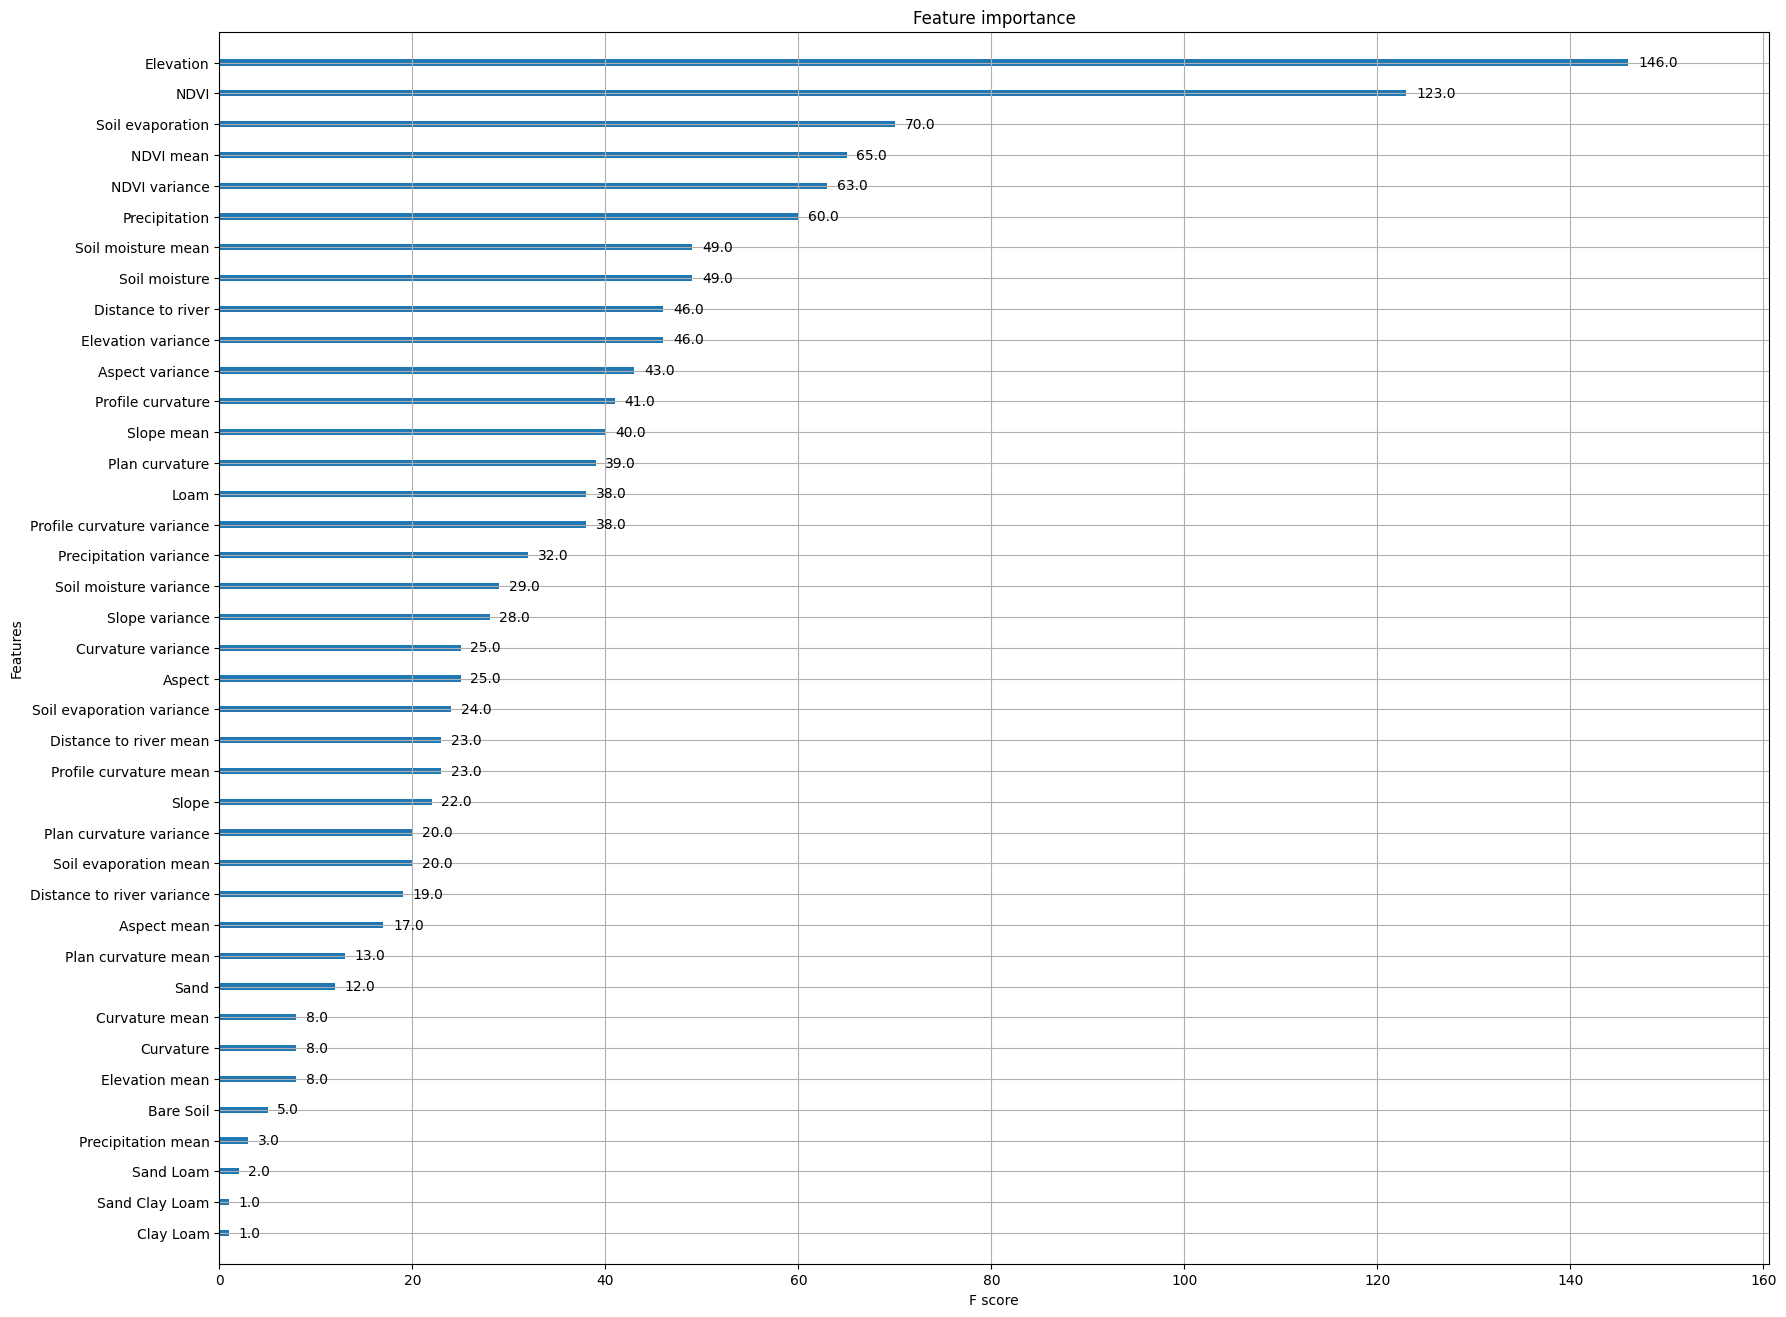 Feature importance
Elevation 146.0
NDVI 123.0
Soil evaporation 70.0
NDVI mean 65.0
NDVI variance 63.0
Precipitation 60.0
Soil moisture mean 49.0
Soil moisture 49.0
Distance to river 46.0
Elevation variance 46.0
Aspect variance 43.0
Profile curvature 41.0
Slope mean 40.0
Plan curvature 39.0
Loam 38.0
Profile curvature variance 38.0
Precipitation variance 32.0
Soil moisture variance 29.0
Slope variance 28.0
Curvature variance 25.0
Aspect 25.0
Soil evaporation variance 24.0
Distance to river mean 23.0
Profile curvature mean 23.0
Slope 22.0
Plan curvature variance 20.0
Soil evaporation mean 20.0
Distance to river variance 19.0
Aspect mean 17.0
Plan curvature mean 13.0
Sand 12.0
Curvature mean 8.0
Curvature 8.0
Elevation mean 8.0
Bare Soil 5.0
Precipitation mean 3.0
Sand Loam 2.0
Sand Clay Loam 1.0
Clay Loam 1.0
Features
0 20 40 60 80 100 120 140 160
F score